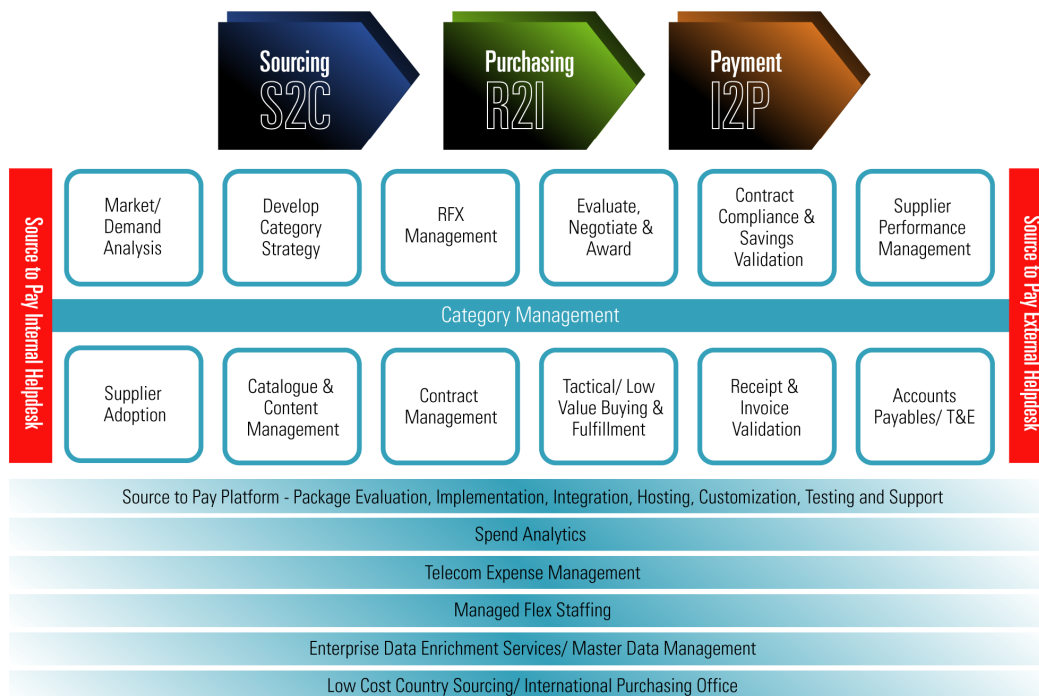 Sourcing
S2C
Purchasing
R2I
Payment
I2P
Source to Pay Internal Helpdesk
Market/
Demand
Analysis
Develop
Category
Strategy
RFX
Management
Evaluate,
Negotiate &
Award
Contract
Compliance &
Savings
Validation
Supplier
Performance
Management
Source to Pay External Helpdesk
Category Management
Supplier
Adoption
Catalogue &
Content
Management
Contract
Management
Tactical/ Low
Value Buying &
Fulfillment
Receipt &
Invoice
Validation
Accounts
Payables/ T&E
Source to Pay Platform - Package Evaluation, Implementation, Integration, Hosting, Customization, Testing and Support
Spend Analytics
Telecom Expense Management
Managed Flex Staffing
Enterprise Data Enrichment Services/ Master Data Management
Low Cost Country Sourcing/ International Purchasing Office